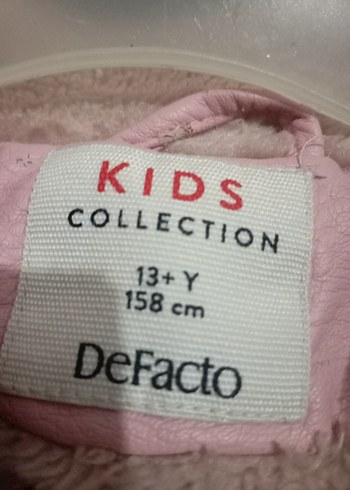 KIDS
COLLECTION
13+ Y
158 cm
DeFacto